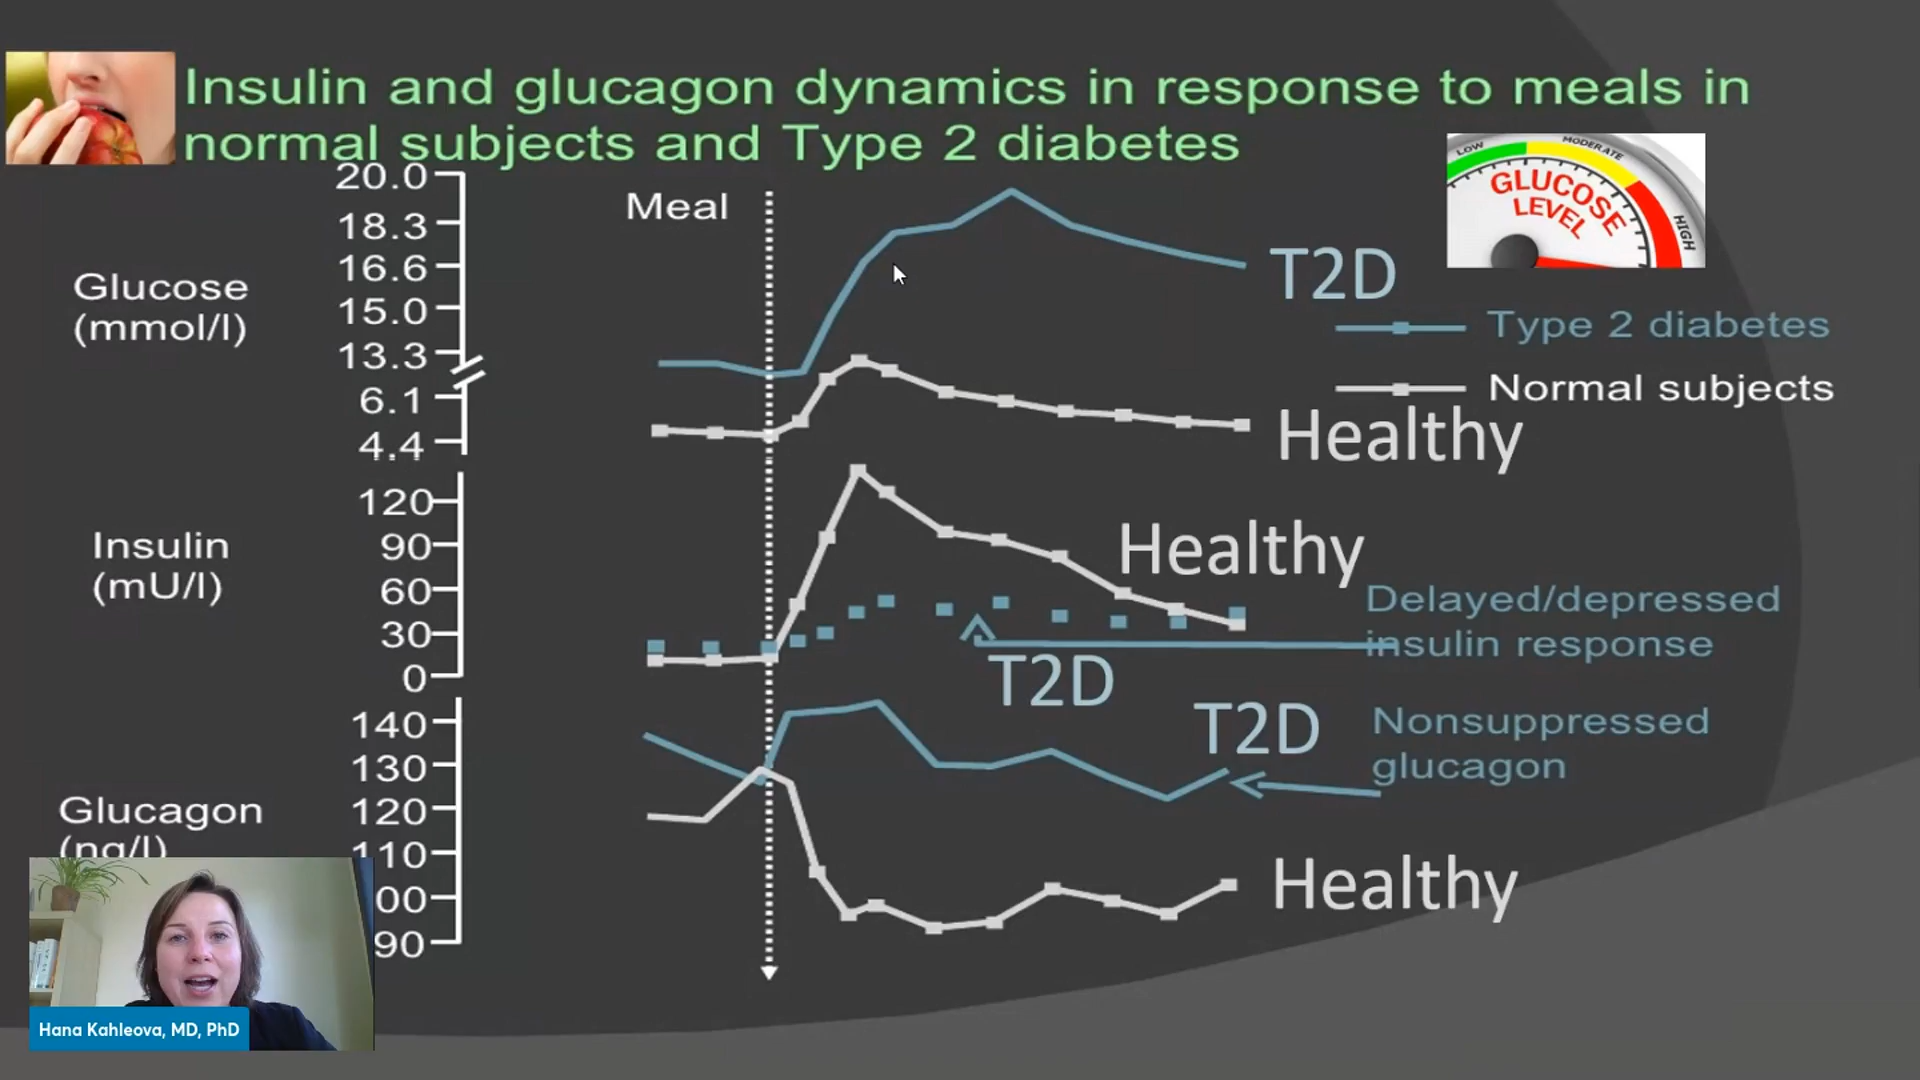 Insulin and glucagon dynamics in response to meals in
normal subjects and Type 2 diabetes
LOW
MODERATE
HIGH
GLUCOSE
LEVEL
Meal
Glucose
(mmol/l)
20.0
18.3
16.6
15.0
13.3
6.1
4.4
T2D
Type 2 diabetes
Normal subjects
Healthy
Insulin
(mU/l)
120
90
60
30
0
Healthy
Delayed/depressed
insulin response
T2D
Glucagon
(ng/l)
140
130
120
110
00
90
T2D
Nonsuppressed
glucagon
Healthy
Hana Kahleova, MD, PhD